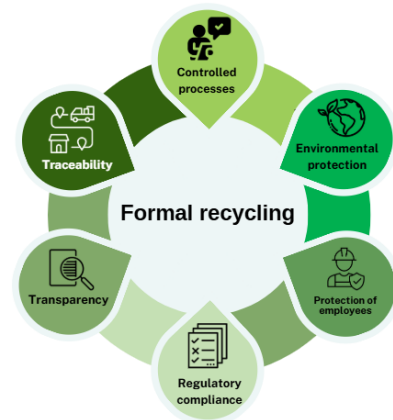 Controlled
processes
Environmental
protection
Protection of
employees
Regulatory
compliance
Transparency
Traceability
Formal recycling